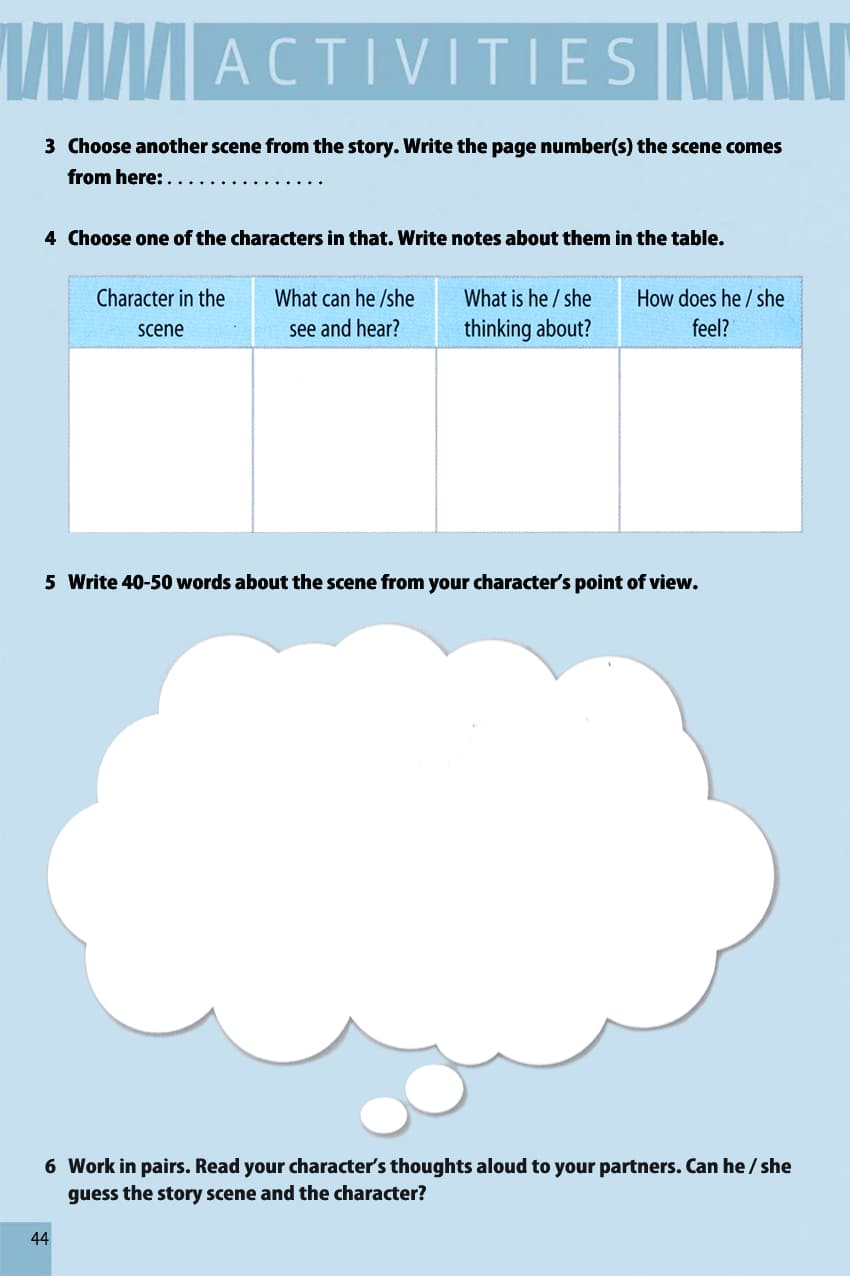 ACTIVITIES
3 Choose another scene from the story. Write the page number(s) the scene comes
from here: . . . . . . . . . . . . . . .
4 Choose one of the characters in that. Write notes about them in the table.
Character in the
scene
What can he /she
see and hear?
What is he / she
thinking about?
How does he / she
feel?
5 Write 40-50 words about the scene from your character's point of view.
6 Work in pairs. Read your character's thoughts aloud to your partners. Can he / she
guess the story scene and the character?
44